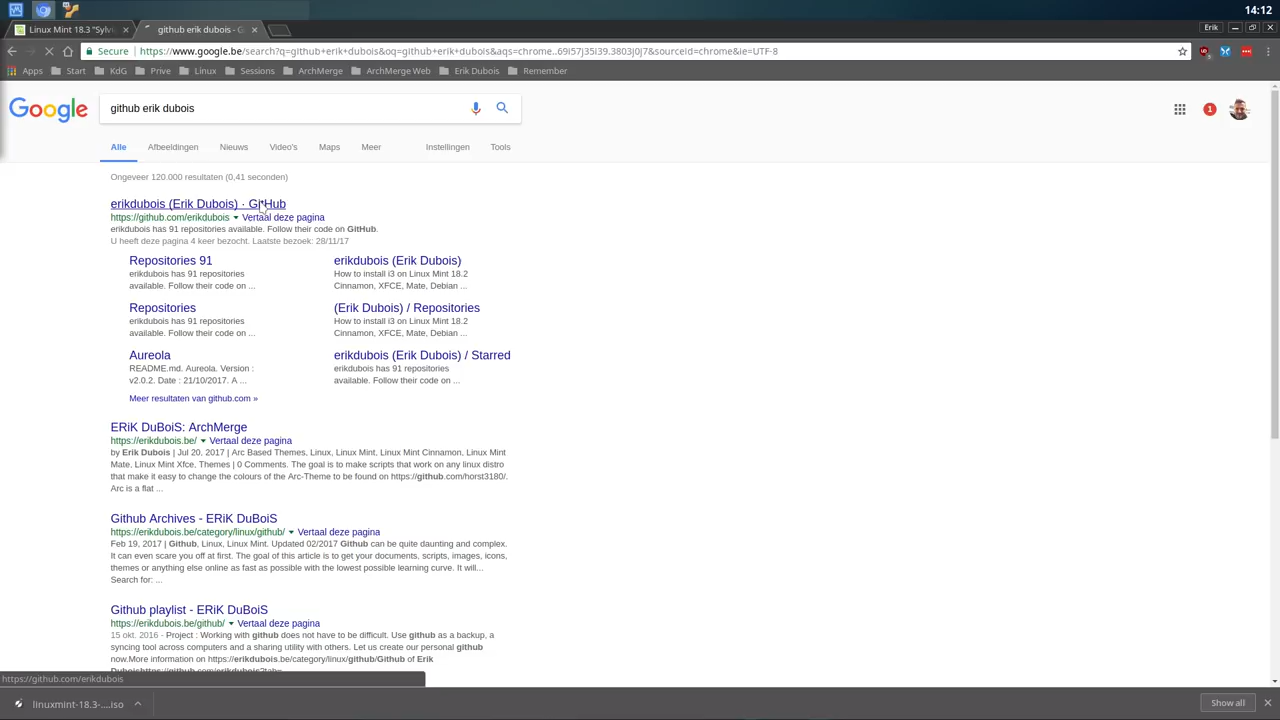 14:12
Linux Mint 18.3 "Sylvi
github erik dubois - G
Erik
Secure
https://www.google.be/search?q=github+erik+dubois&oq=github+erik+dubois&aqs=chrome..69i57j35i39.3803j0j7&sourceid=chrome&ie=UTF-8
Apps Start KdG Prive Linux Sessions ArchMerge ArchMerge Web Erik Dubois Remember
Google
github erik dubois
1
Alle Afbeeldingen Nieuws Video's Maps Meer Instellingen Tools
Ongeveer 120.000 resultaten (0,41 seconden)
erikdubois (Erik Dubois) · GitHub
https://github.com/erikdubois Vertaal deze pagina
erikdubois has 91 repositories available. Follow their code on GitHub.
U heeft deze pagina 4 keer bezocht. Laatste bezoek: 28/11/17
Repositories 91
erikdubois has 91 repositories
available. Follow their code on ...
erikdubois (Erik Dubois)
How to install i3 on Linux Mint 18.2
Cinnamon, XFCE, Mate, Debian ...
Repositories
erikdubois has 91 repositories
available. Follow their code on ...
(Erik Dubois) / Repositories
How to install i3 on Linux Mint 18.2
Cinnamon, XFCE, Mate, Debian ...
Aureola
README.md. Aureola. Version :
v2.0.2. Date : 21/10/2017. A ...
erikdubois (Erik Dubois) / Starred
erikdubois has 91 repositories
available. Follow their code on ...
Meer resultaten van github.com »
ERiK DuBoiS: ArchMerge
https://erikdubois.be/ Vertaal deze pagina
by Erik Dubois | Jul 20, 2017 | Arc Based Themes, Linux, Linux Mint, Linux Mint Cinnamon, Linux Mint
Mate, Linux Mint Xfce, Themes | 0 Comments. The goal is to make scripts that work on any linux distro
that make it easy to change the colours of the Arc-Theme to be found on https://github.com/horst3180/.
Arc is a flat ...
Github Archives - ERiK DuBoiS
https://erikdubois.be/category/linux/github/ Vertaal deze pagina
Feb 19, 2017 | Github, Linux, Linux Mint. Updated 02/2017 Github can be quite daunting and complex.
It can even scare you off at first. The goal of this article is to get your documents, scripts, images, icons,
themes or anything else online as fast as possible with the lowest possible learning curve. It will...
Search for: ...
Github playlist - ERiK DuBoiS
https://erikdubois.be/github/ Vertaal deze pagina
15 okt. 2016 - Project : Working with github does not have to be difficult. Use github as a backup, a
syncing tool across computers and a sharing utility with others. Let us create our personal github
now.More information on https://erikdubois.be/category/linux/github/Github of Erik
https://github.com/erikdubois
linuxmint-18.3-....iso
Show all